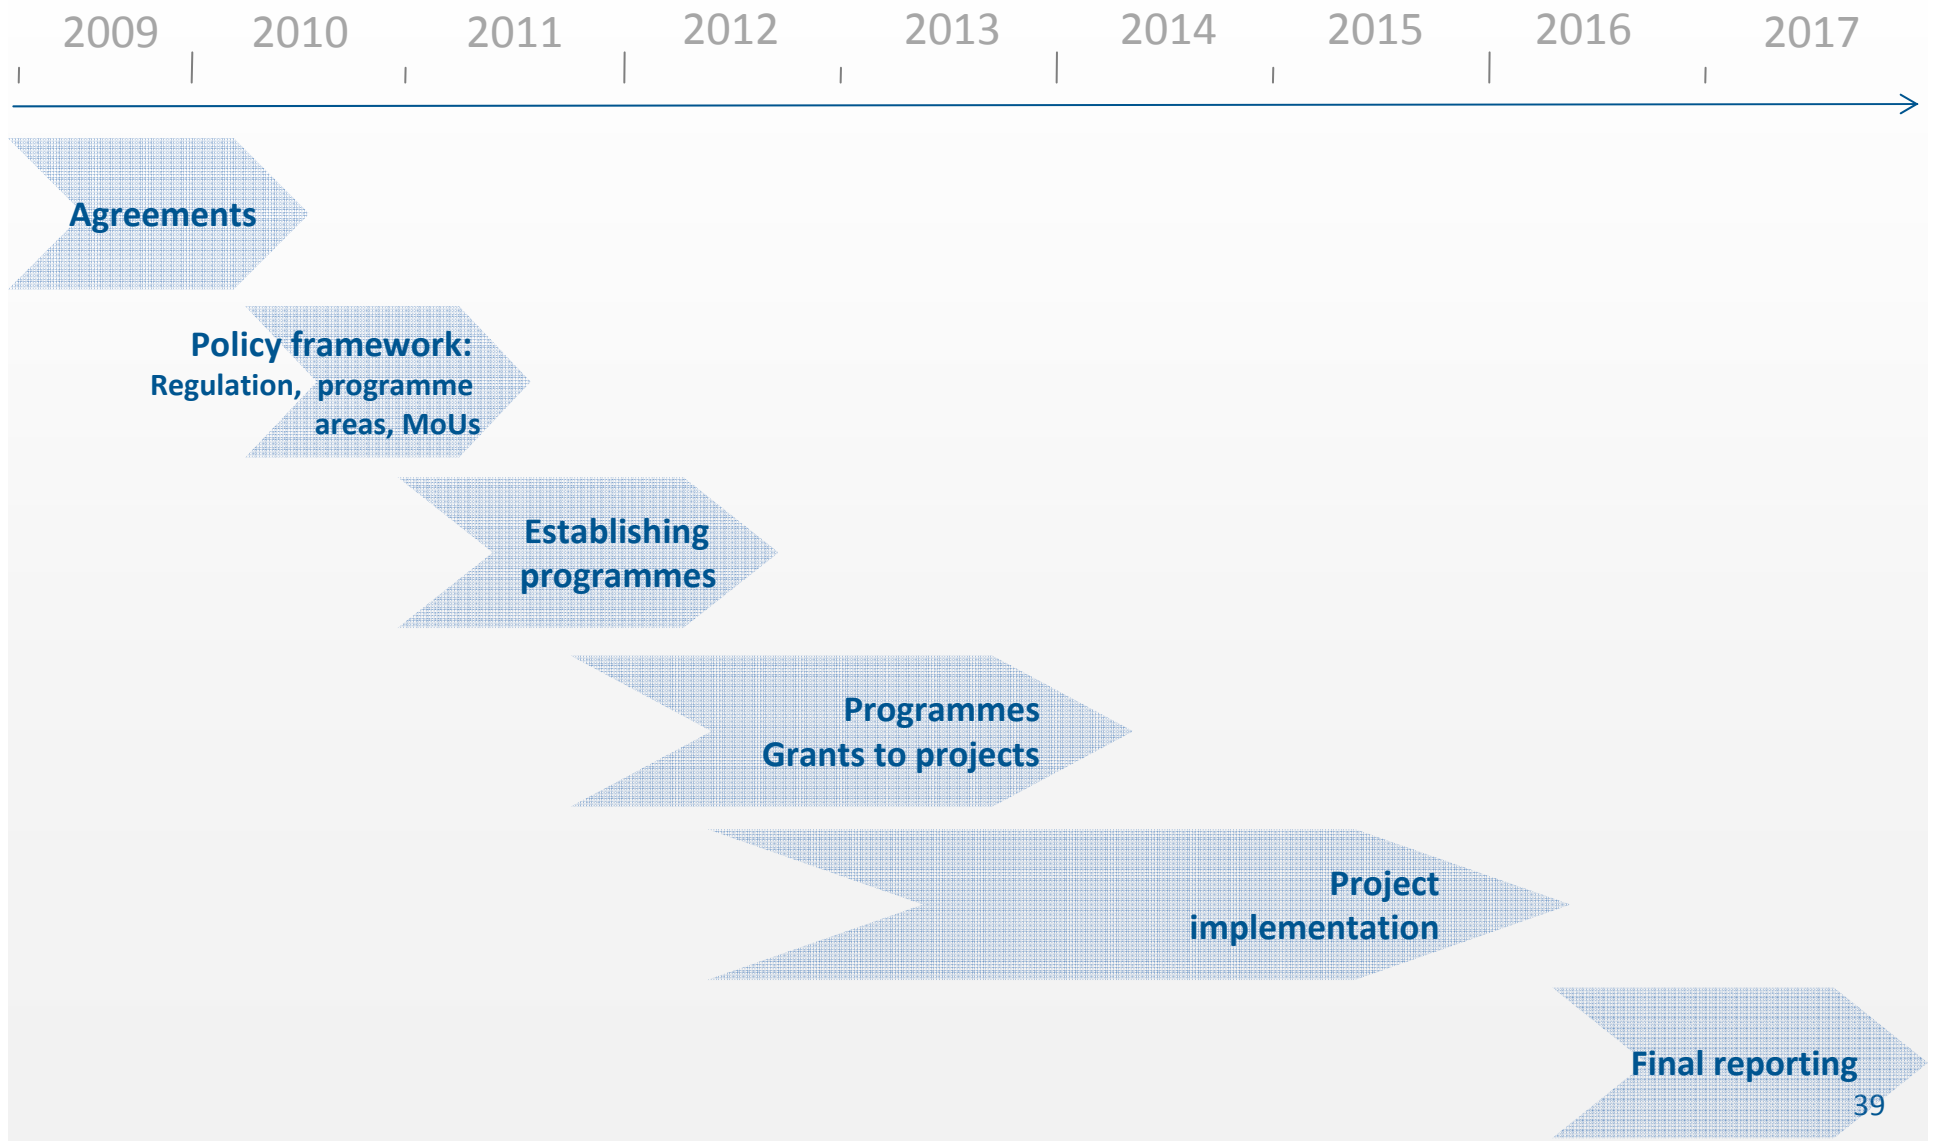 2009 2010 2011 2012 2013 2014 2015 2016 2017
Agreements
Policy framework:
Regulation, programme
areas, MoUs
Establishing
programmes
Programmes
Grants to projects
Project
implementation
Final reporting
39